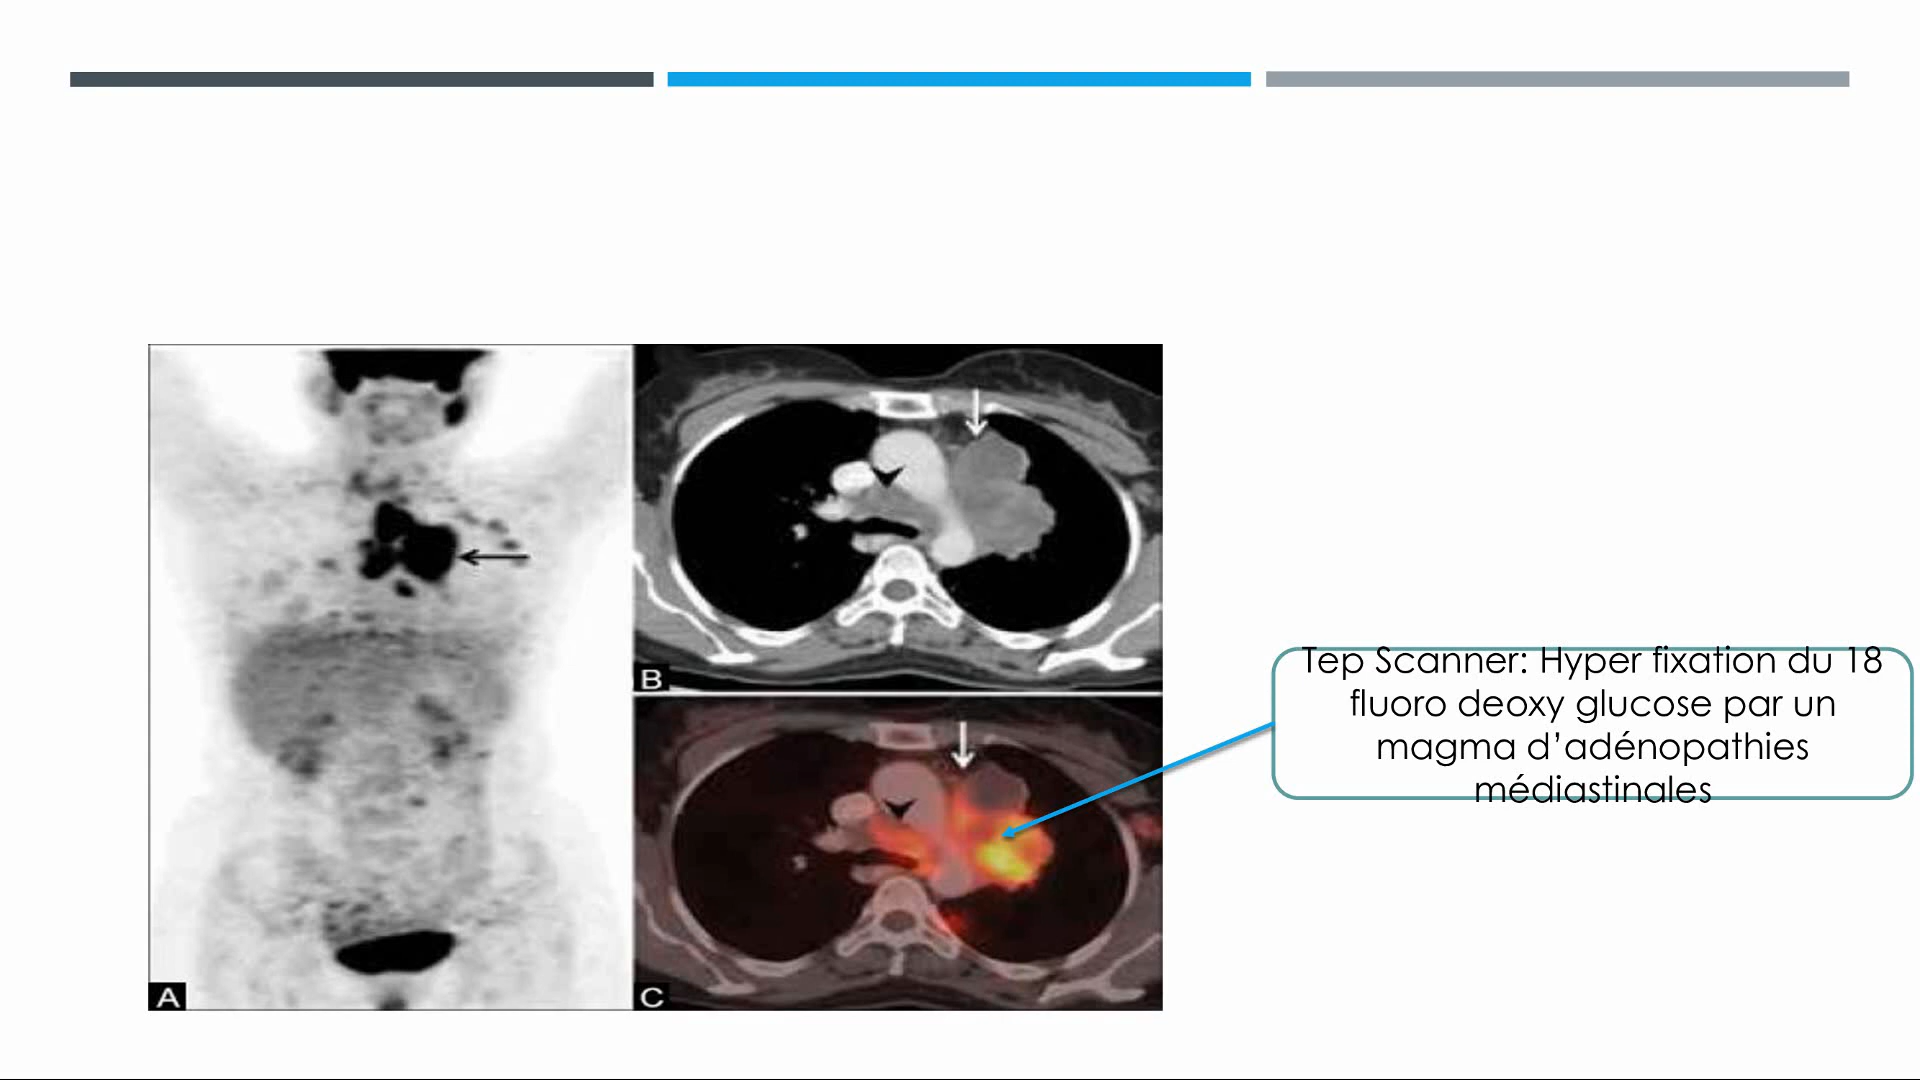 A
B
C
Tep Scanner: Hyper fixation du 18
fluoro deoxy glucose par un
magma d’adénopathies
médiastinales